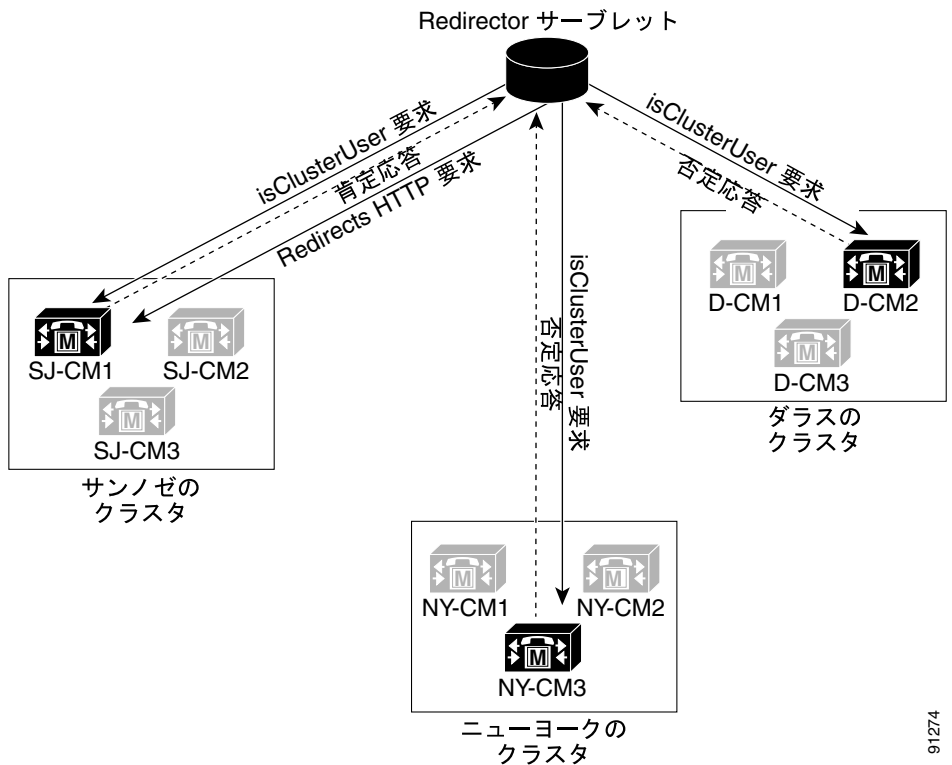 Redirector サーブレット
isClusterUser 要求
肯定応答
Redirects HTTP 要求
isClusterUser 要求
否定応答
isClusterUser 要求
否定応答
M
D-CM1
M
D-CM2
M
D-CM3
ダラスの
クラスタ
M
SJ-CM1
M
SJ-CM2
M
SJ-CM3
サンノゼの
クラスタ
M
NY-CM1
M
NY-CM2
M
NY-CM3
ニューヨークの
クラスタ
91274